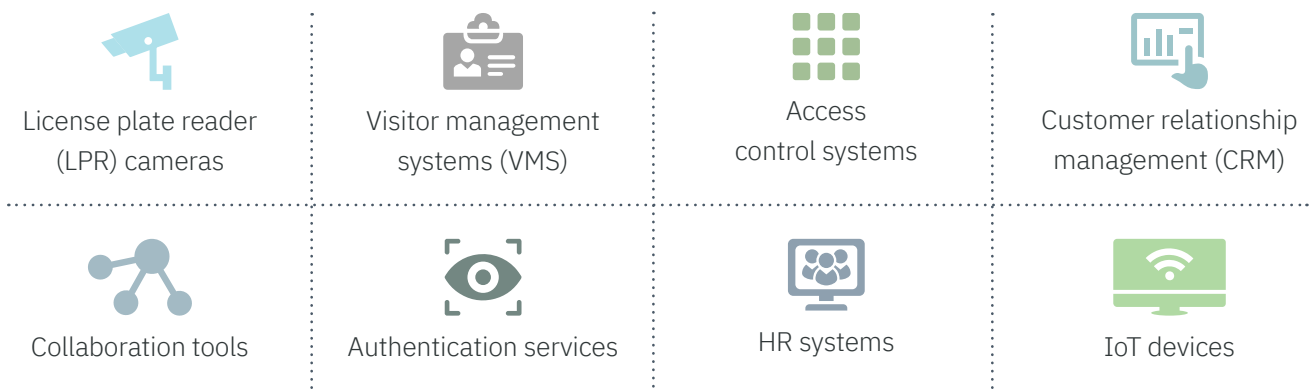 License plate reader
(LPR) cameras
Visitor management
systems (VMS)
Access
control systems
Customer relationship
management (CRM)
Collaboration tools
Authentication services
HR systems
IoT devices